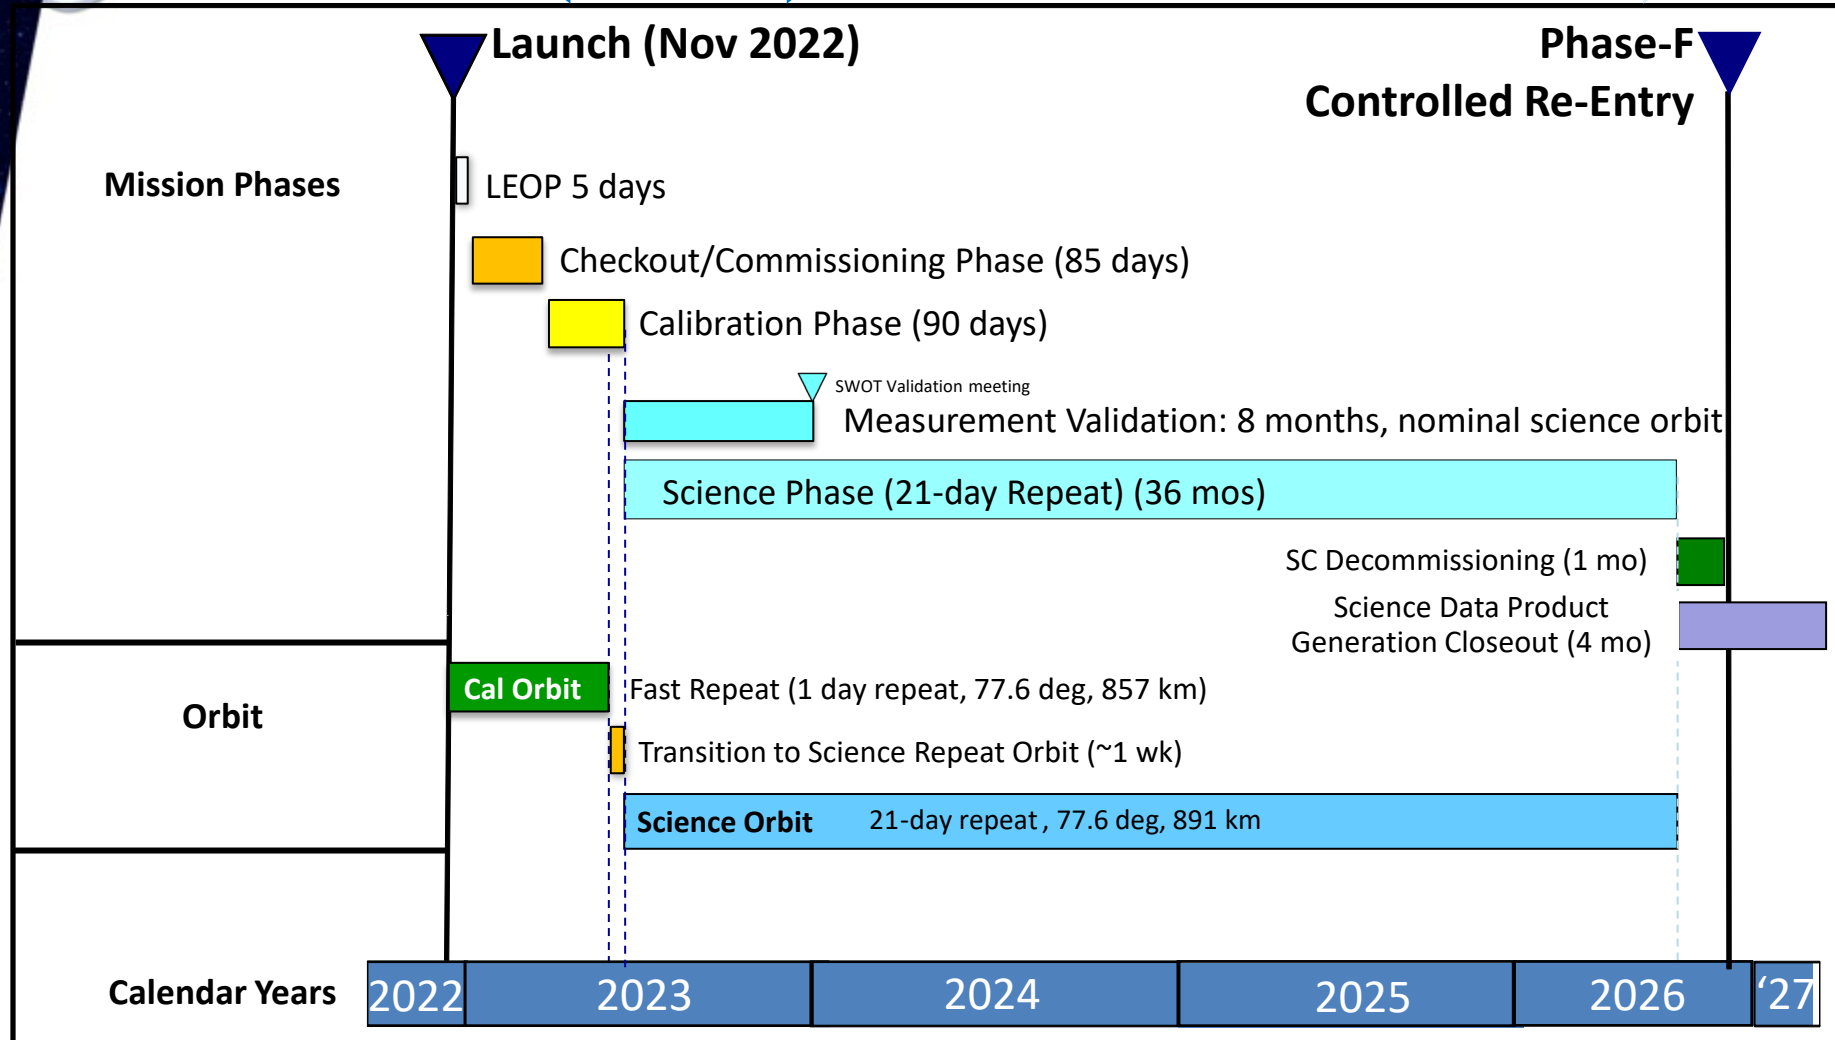 Launch (Nov 2022)
Phase-F
Controlled Re-Entry
Mission Phases
LEOP 5 days
Checkout/Commissioning Phase (85 days)
Calibration Phase (90 days)
SWOT Validation meeting
Measurement Validation: 8 months, nominal science orbit
Science Phase (21-day Repeat) (36 mos)
SC Decommissioning (1 mo)
Science Data Product
Generation Closeout (4 mo)
Orbit
Cal Orbit
Fast Repeat (1 day repeat, 77.6 deg, 857 km)
Transition to Science Repeat Orbit (~1 wk)
Science Orbit 21-day repeat , 77.6 deg, 891 km
Calendar Years 2022 2023 2024 2025 2026 ‘27